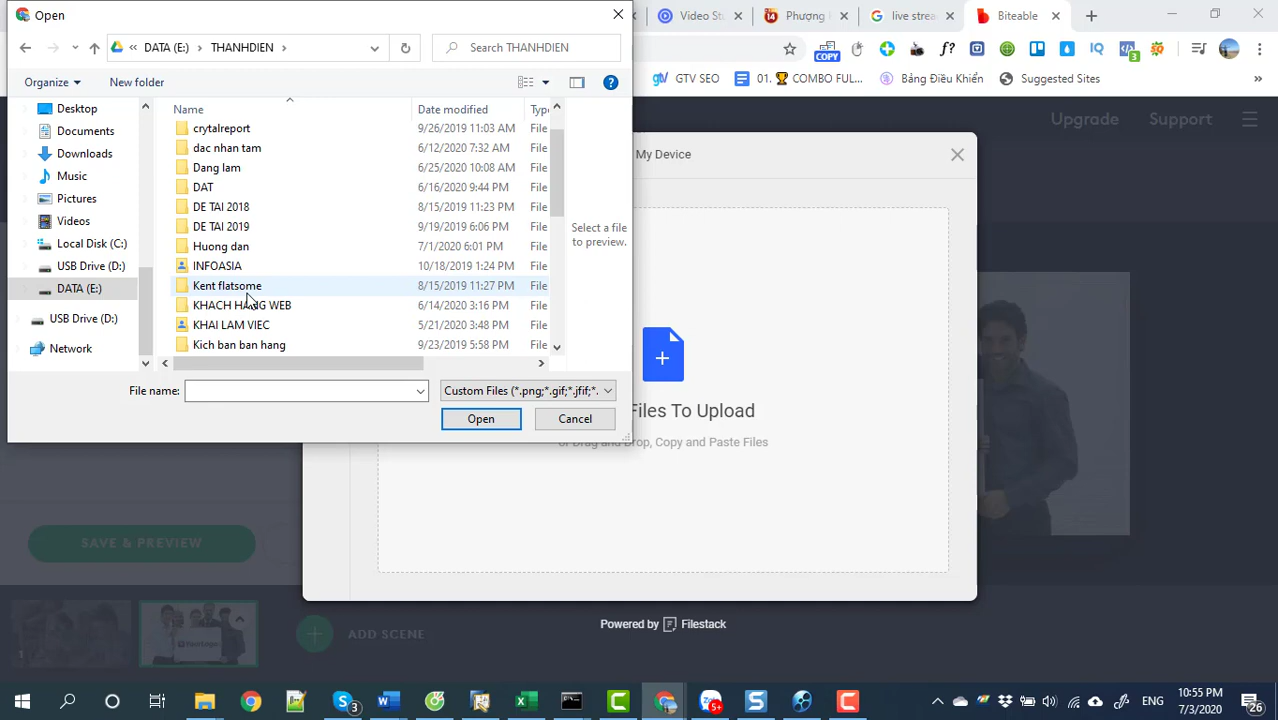 Open
Video St
Phượng
live strea
Biteable
DATA (E:)
THANHDIEN
Search THANHDIEN
COPY
f?
IQ
3
Organize
New folder
GTV SEO
01. 🏆 COMBO FUL...
Bảng Điều Khiển
Suggested Sites
Name
Date modified
Type
Desktop
Documents
Downloads
Music
Pictures
Videos
Local Disk (C:)
USB Drive (D:)
DATA (E:)
USB Drive (D:)
Network
crytalreport 9/26/2019 11:03 AM File
dac nhan tam 6/12/2020 7:32 AM File
Dang lam 6/25/2020 10:08 AM File
DAT 6/16/2020 9:44 PM File
DE TAI 2018 8/15/2019 11:23 PM File
DE TAI 2019 9/19/2019 6:06 PM File
Huong dan 7/1/2020 6:01 PM File
INFOASIA 10/18/2019 1:24 PM File
Kent flatsome 8/15/2019 11:27 PM File
KHACH HANG WEB 6/14/2020 3:16 PM File
KHAI LAM VIEC 5/21/2020 3:48 PM File
Kich ban ban hang 9/23/2019 5:58 PM File
Select a file
to preview.
File name:
Custom Files (*.png;*.gif;*.jfif;*.
Open
Cancel
Upgrade
Support
My Device
Files To Upload
or Drag and Drop, Copy and Paste Files
SAVE & PREVIEW
1
ADD SCENE
Powered by Filestack
3
5+
ENG
10:55 PM
7/3/2020
26